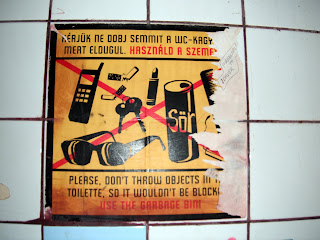 KÉRJÜK NE DOBJ SEMMIT A WC-KAGY
MERT ELDUGUL. HASZNÁLD A SZEME
Sör
PLEASE, DON'T THROW OBJECTS IN T
TOILETTE, SO IT WOULDN'T BE BLOCK
USE THE GARBAGE BIN!